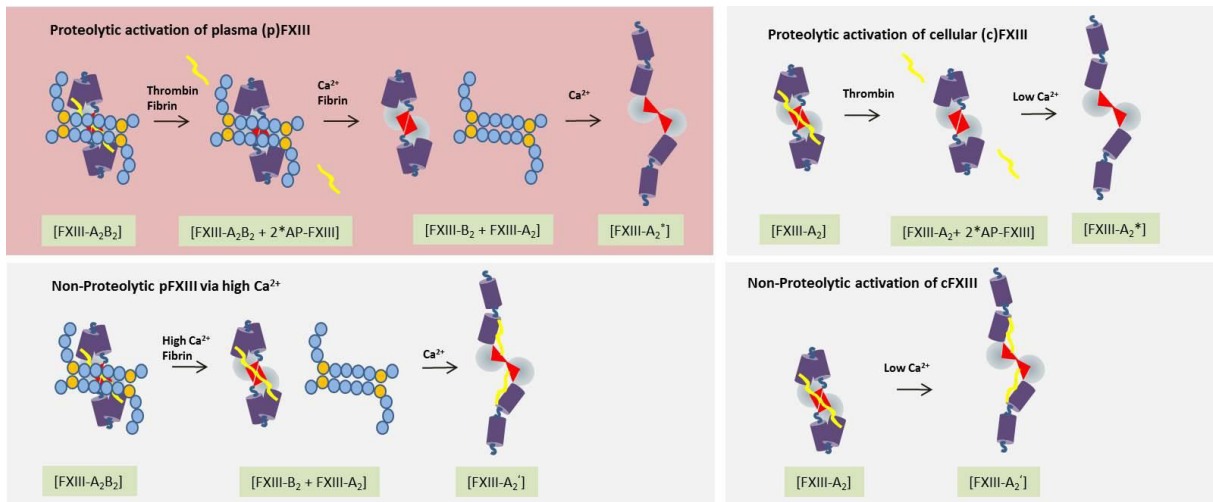 Proteolytic activation of plasma (p)FXIII
Thrombin
Fibrin
Ca²⁺
Fibrin
Ca²⁺
[FXIII-A₂B₂]
[FXIII-A₂B₂ + 2*AP-FXIII]
[FXIII-B₂ + FXIII-A₂]
[FXIII-A₂*]
Proteolytic activation of cellular (c)FXIII
Thrombin
Low Ca²⁺
[FXIII-A₂]
[FXIII-A₂+ 2*AP-FXIII]
[FXIII-A₂*]
Non-Proteolytic pFXIII via high Ca²⁺
High Ca²⁺
Fibrin
Ca²⁺
[FXIII-A₂B₂]
[FXIII-B₂ + FXIII-A₂]
[FXIII-A₂']
Non-Proteolytic activation of cFXIII
Low Ca²⁺
[FXIII-A₂]
[FXIII-A₂']